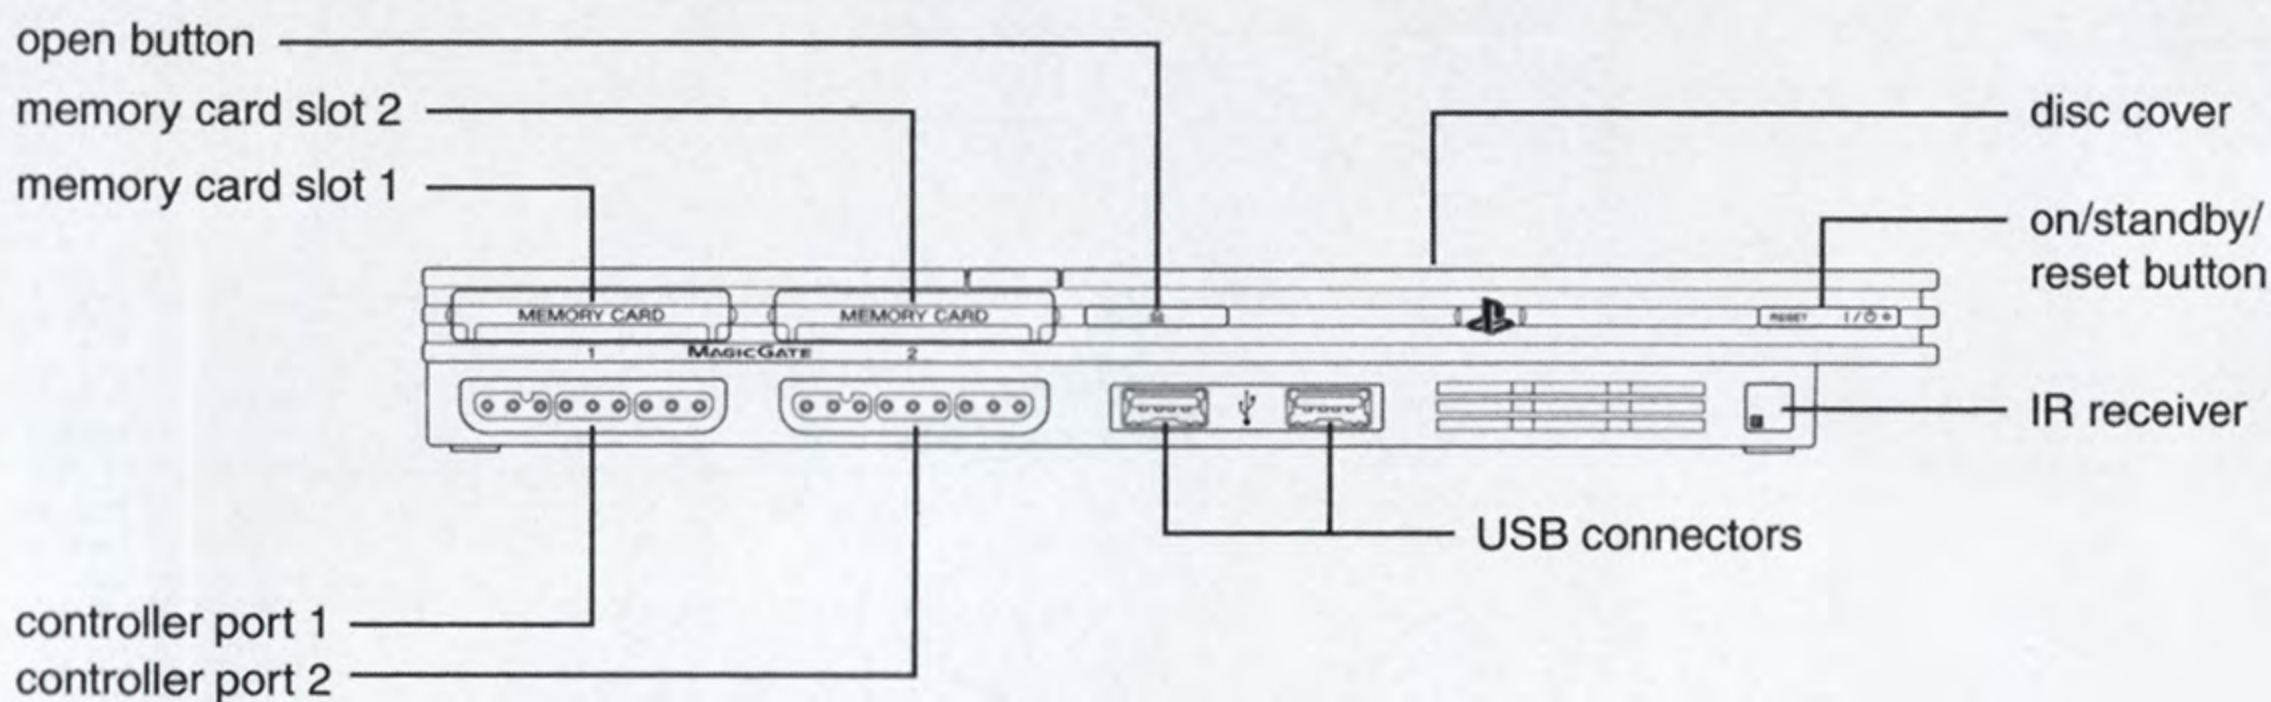 open button
memory card slot 2
memory card slot 1
disc cover
on/standby/
reset button
MEMORY CARD
MEMORY CARD
RESET
1
MAGICGATE
2
IR receiver
USB connectors
controller port 1
controller port 2